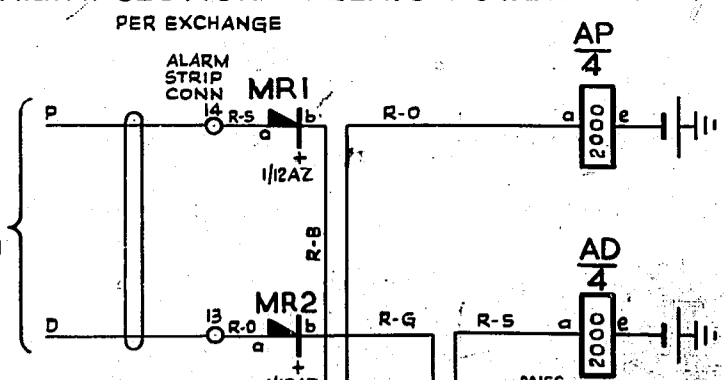 PER EXCHANGE
ALARM
STRIP
CONN
14
P
R-S
MR1
a
b
+
1/12AZ
R-O
AP
4
a
2000
e
R-B
D
13
R-O
MR2
a
b
+
R-G
R-S
AD
4
a
2000
e